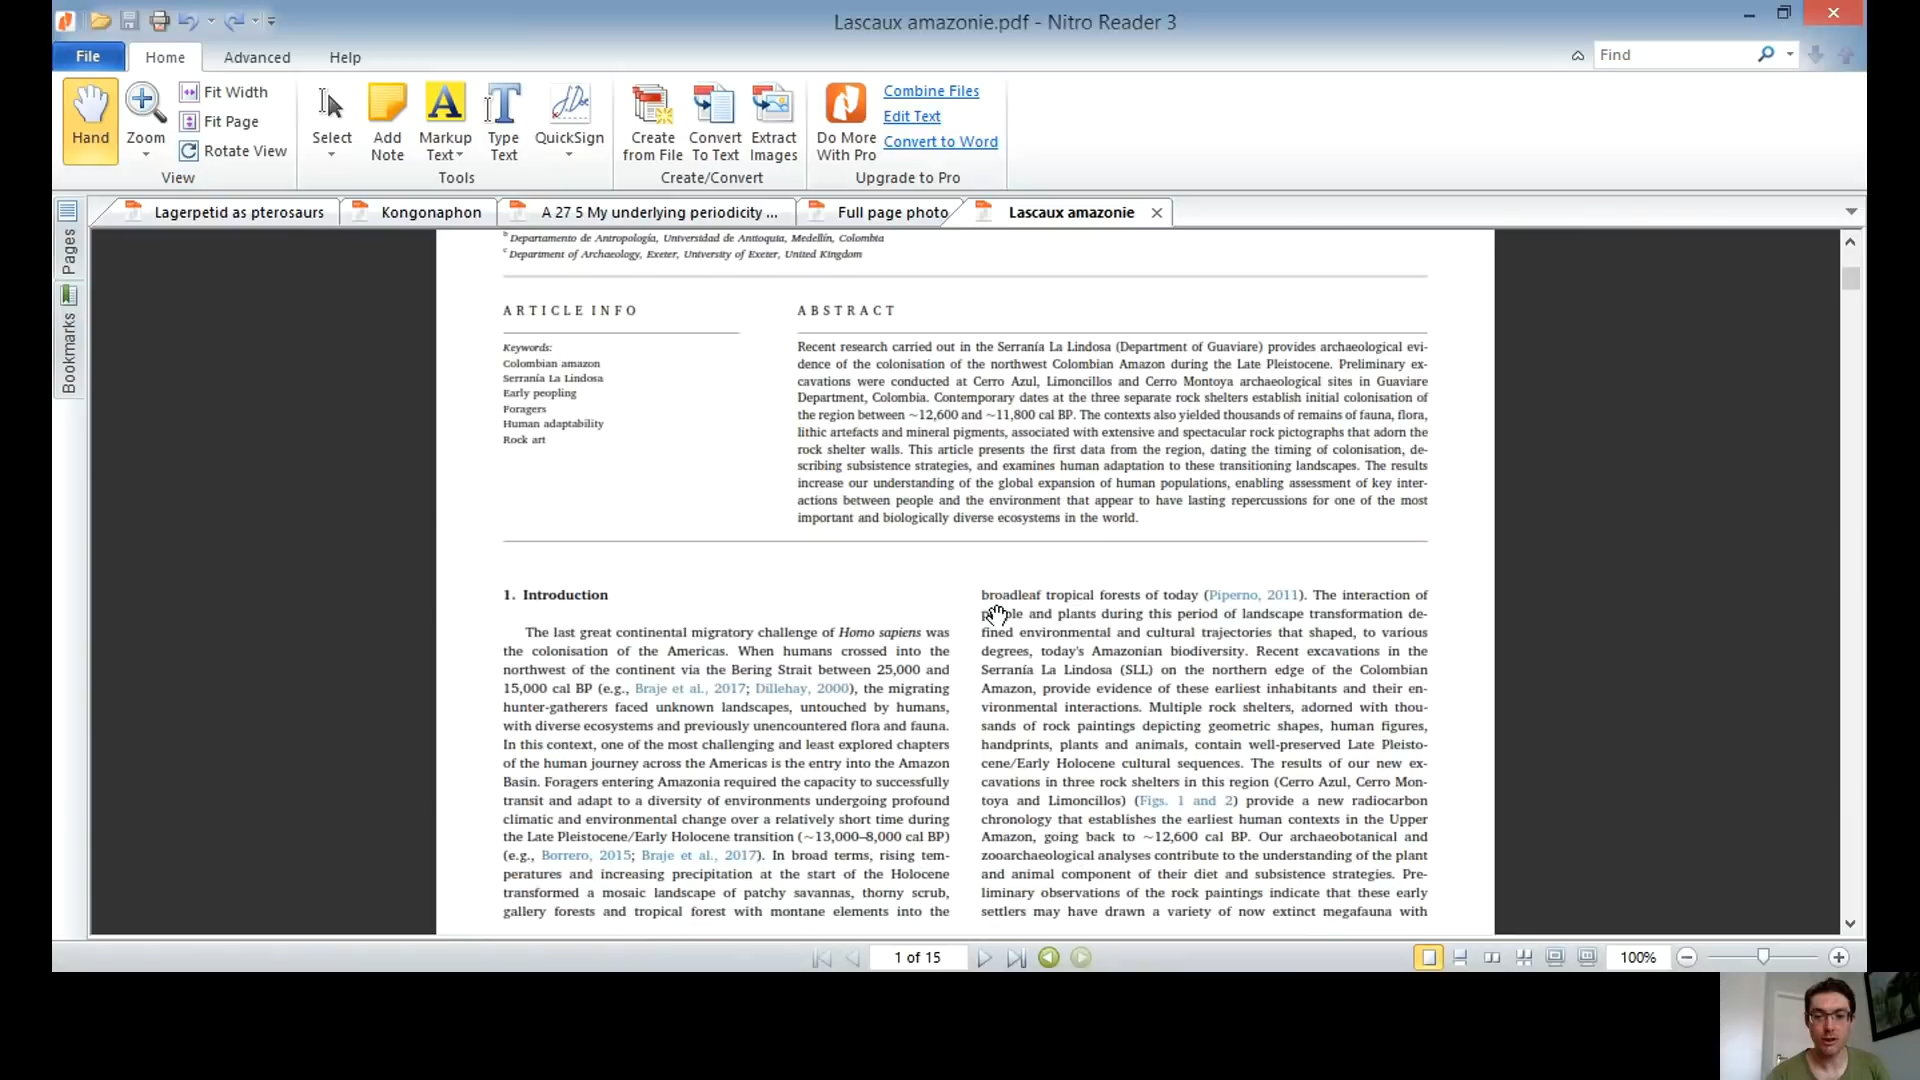 Lascaux amazonie.pdf - Nitro Reader 3
File
Home
Advanced
Help
Find
Hand
Zoom
Fit Width
Fit Page
Rotate View
View
Select
Add Note
Markup Text
Type Text
QuickSign
Tools
Create from File
Convert To Text
Extract Images
Create/Convert
Do More With Pro
Combine Files
Edit Text
Convert to Word
Upgrade to Pro
Lagerpetid as pterosaurs
Kongonaphon
A 27 5 My underlying periodicity ...
Full page photo
Lascaux amazonie
Pages
Bookmarks
b Departamento de Antropología, Universidad de Antioquia, Medellín, Colombia
c Department of Archaeology, Exeter, University of Exeter, United Kingdom
ARTICLE INFO
Keywords:
Colombian amazon
Serranía La Lindosa
Early peopling
Foragers
Human adaptability
Rock art
ABSTRACT
Recent research carried out in the Serranía La Lindosa (Department of Guaviare) provides archaeological evi-
dence of the colonisation of the northwest Colombian Amazon during the Late Pleistocene. Preliminary ex-
cavations were conducted at Cerro Azul, Limoncillos and Cerro Montoya archaeological sites in Guaviare
Department, Colombia. Contemporary dates at the three separate rock shelters establish initial colonisation of
the region between ~12,600 and ~11,800 cal BP. The contexts also yielded thousands of remains of fauna, flora,
lithic artefacts and mineral pigments, associated with extensive and spectacular rock pictographs that adorn the
rock shelter walls. This article presents the first data from the region, dating the timing of colonisation, de-
scribing subsistence strategies, and examines human adaptation to these transitioning landscapes. The results
increase our understanding of the global expansion of human populations, enabling assessment of key inter-
actions between people and the environment that appear to have lasting repercussions for one of the most
important and biologically diverse ecosystems in the world.
1. Introduction
The last great continental migratory challenge of Homo sapiens was
the colonisation of the Americas. When humans crossed into the
northwest of the continent via the Bering Strait between 25,000 and
15,000 cal BP (e.g., Braje et al., 2017; Dillehay, 2000), the migrating
hunter-gatherers faced unknown landscapes, untouched by humans,
with diverse ecosystems and previously unencountered flora and fauna.
In this context, one of the most challenging and least explored chapters
of the human journey across the Americas is the entry into the Amazon
Basin. Foragers entering Amazonia required the capacity to successfully
transit and adapt to a diversity of environments undergoing profound
climatic and environmental change over a relatively short time during
the Late Pleistocene/Early Holocene transition (~13,000–8,000 cal BP)
(e.g., Borrero, 2015; Braje et al., 2017). In broad terms, rising tem-
peratures and increasing precipitation at the start of the Holocene
transformed a mosaic landscape of patchy savannas, thorny scrub,
gallery forests and tropical forest with montane elements into the
broadleaf tropical forests of today (Piperno, 2011). The interaction of
people and plants during this period of landscape transformation de-
fined environmental and cultural trajectories that shaped, to various
degrees, today's Amazonian biodiversity. Recent excavations in the
Serranía La Lindosa (SLL) on the northern edge of the Colombian
Amazon, provide evidence of these earliest inhabitants and their en-
vironmental interactions. Multiple rock shelters, adorned with thou-
sands of rock paintings depicting geometric shapes, human figures,
handprints, plants and animals, contain well-preserved Late Pleisto-
cene/Early Holocene cultural sequences. The results of our new ex-
cavations in three rock shelters in this region (Cerro Azul, Cerro Mon-
toya and Limoncillos) (Figs. 1 and 2) provide a new radiocarbon
chronology that establishes the earliest human contexts in the Upper
Amazon, going back to ~12,600 cal BP. Our archaeobotanical and
zooarchaeological analyses contribute to the understanding of the plant
and animal component of their diet and subsistence strategies. Pre-
liminary observations of the rock paintings indicate that these early
settlers may have drawn a variety of now extinct megafauna with
1 of 15
100%